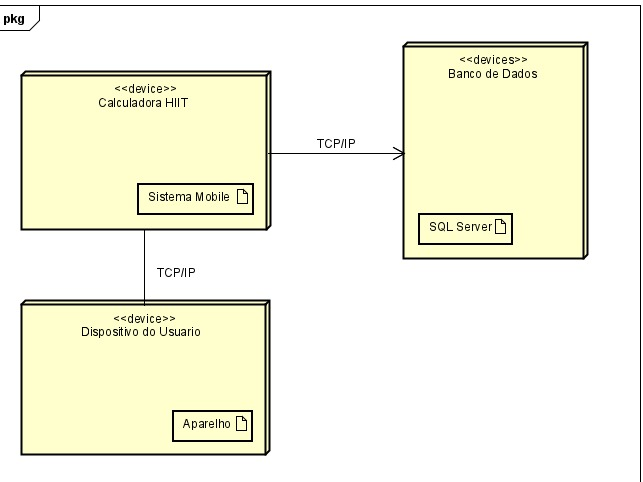 pkg
<<device>>
Calculadora HIIT
Sistema Mobile
TCP/IP
<<devices>>
Banco de Dados
SQL Server
TCP/IP
<<device>>
Dispositivo do Usuario
Aparelho